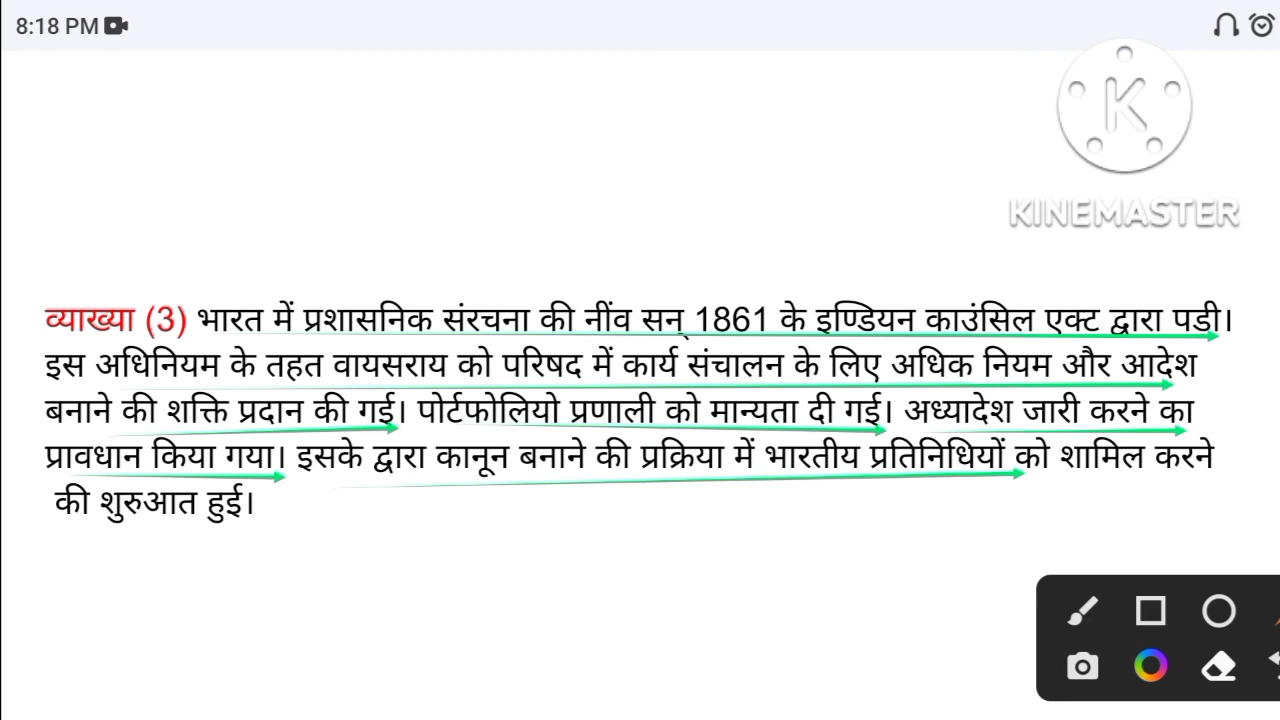 8:18 PM
KINEMASTER
व्याख्या (3) भारत में प्रशासनिक संरचना की नींव सन् 1861 के इण्डियन काउंसिल एक्ट द्वारा पडी।
इस अधिनियम के तहत वायसराय को परिषद में कार्य संचालन के लिए अधिक नियम और आदेश
बनाने की शक्ति प्रदान की गई। पोर्टफोलियो प्रणाली को मान्यता दी गई। अध्यादेश जारी करने का
प्रावधान किया गया। इसके द्वारा कानून बनाने की प्रक्रिया में भारतीय प्रतिनिधियों को शामिल करने
की शुरुआत हुई।